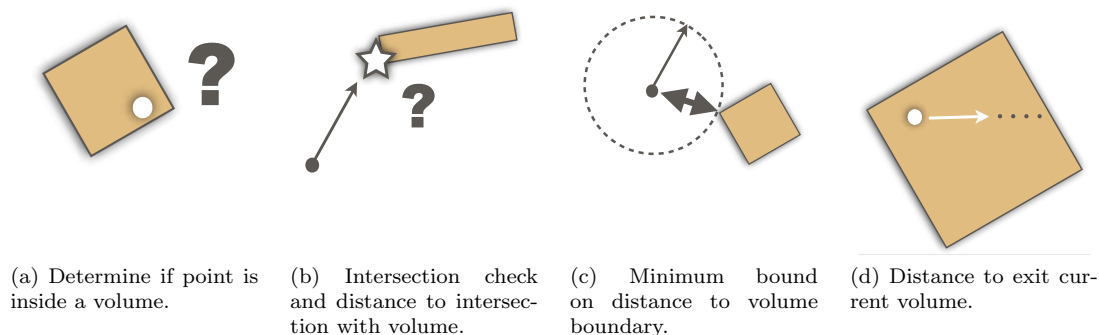 ?
?
(a) Determine if point is
inside a volume.
(b) Intersection check
and distance to intersec-
tion with volume.
(c) Minimum bound
on distance to volume
boundary.
(d) Distance to exit cur-
rent volume.